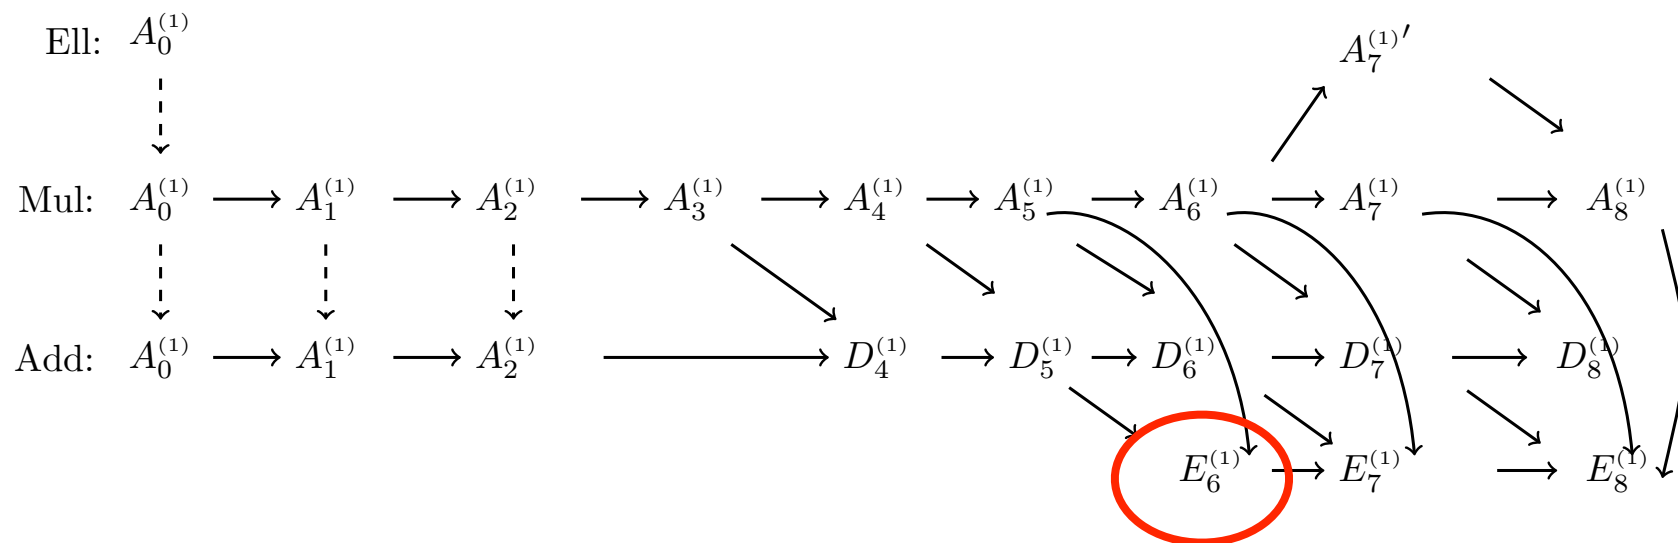 Ell: $A_0^{(1)}$ $A_7^{(1)\prime}$
Mul: $A_0^{(1)}$ $A_1^{(1)}$ $A_2^{(1)}$ $A_3^{(1)}$ $A_4^{(1)}$ $A_5^{(1)}$ $A_6^{(1)}$ $A_7^{(1)}$ $A_8^{(1)}$
Add: $A_0^{(1)}$ $A_1^{(1)}$ $A_2^{(1)}$ $D_4^{(1)}$ $D_5^{(1)}$ $D_6^{(1)}$ $D_7^{(1)}$ $D_8^{(1)}$
$E_6^{(1)}$ $E_7^{(1)}$ $E_8^{(1)}$